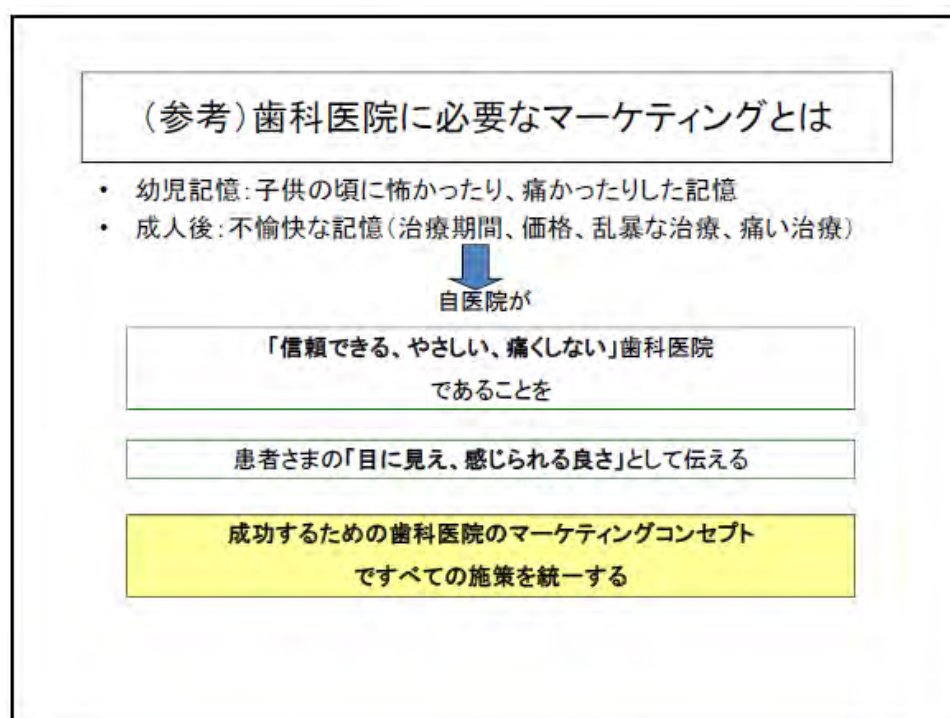 （参考）歯科医院に必要なマーケティングとは
・ 幼児記憶：子供の頃に怖かったり、痛かったりした記憶
・ 成人後：不愉快な記憶（治療期間、価格、乱暴な治療、痛い治療）
自医院が
「信頼できる、やさしい、痛くしない」歯科医院
であることを
患者さまの「目に見え、感じられる良さ」として伝える
成功するための歯科医院のマーケティングコンセプト
ですべての施策を統一する